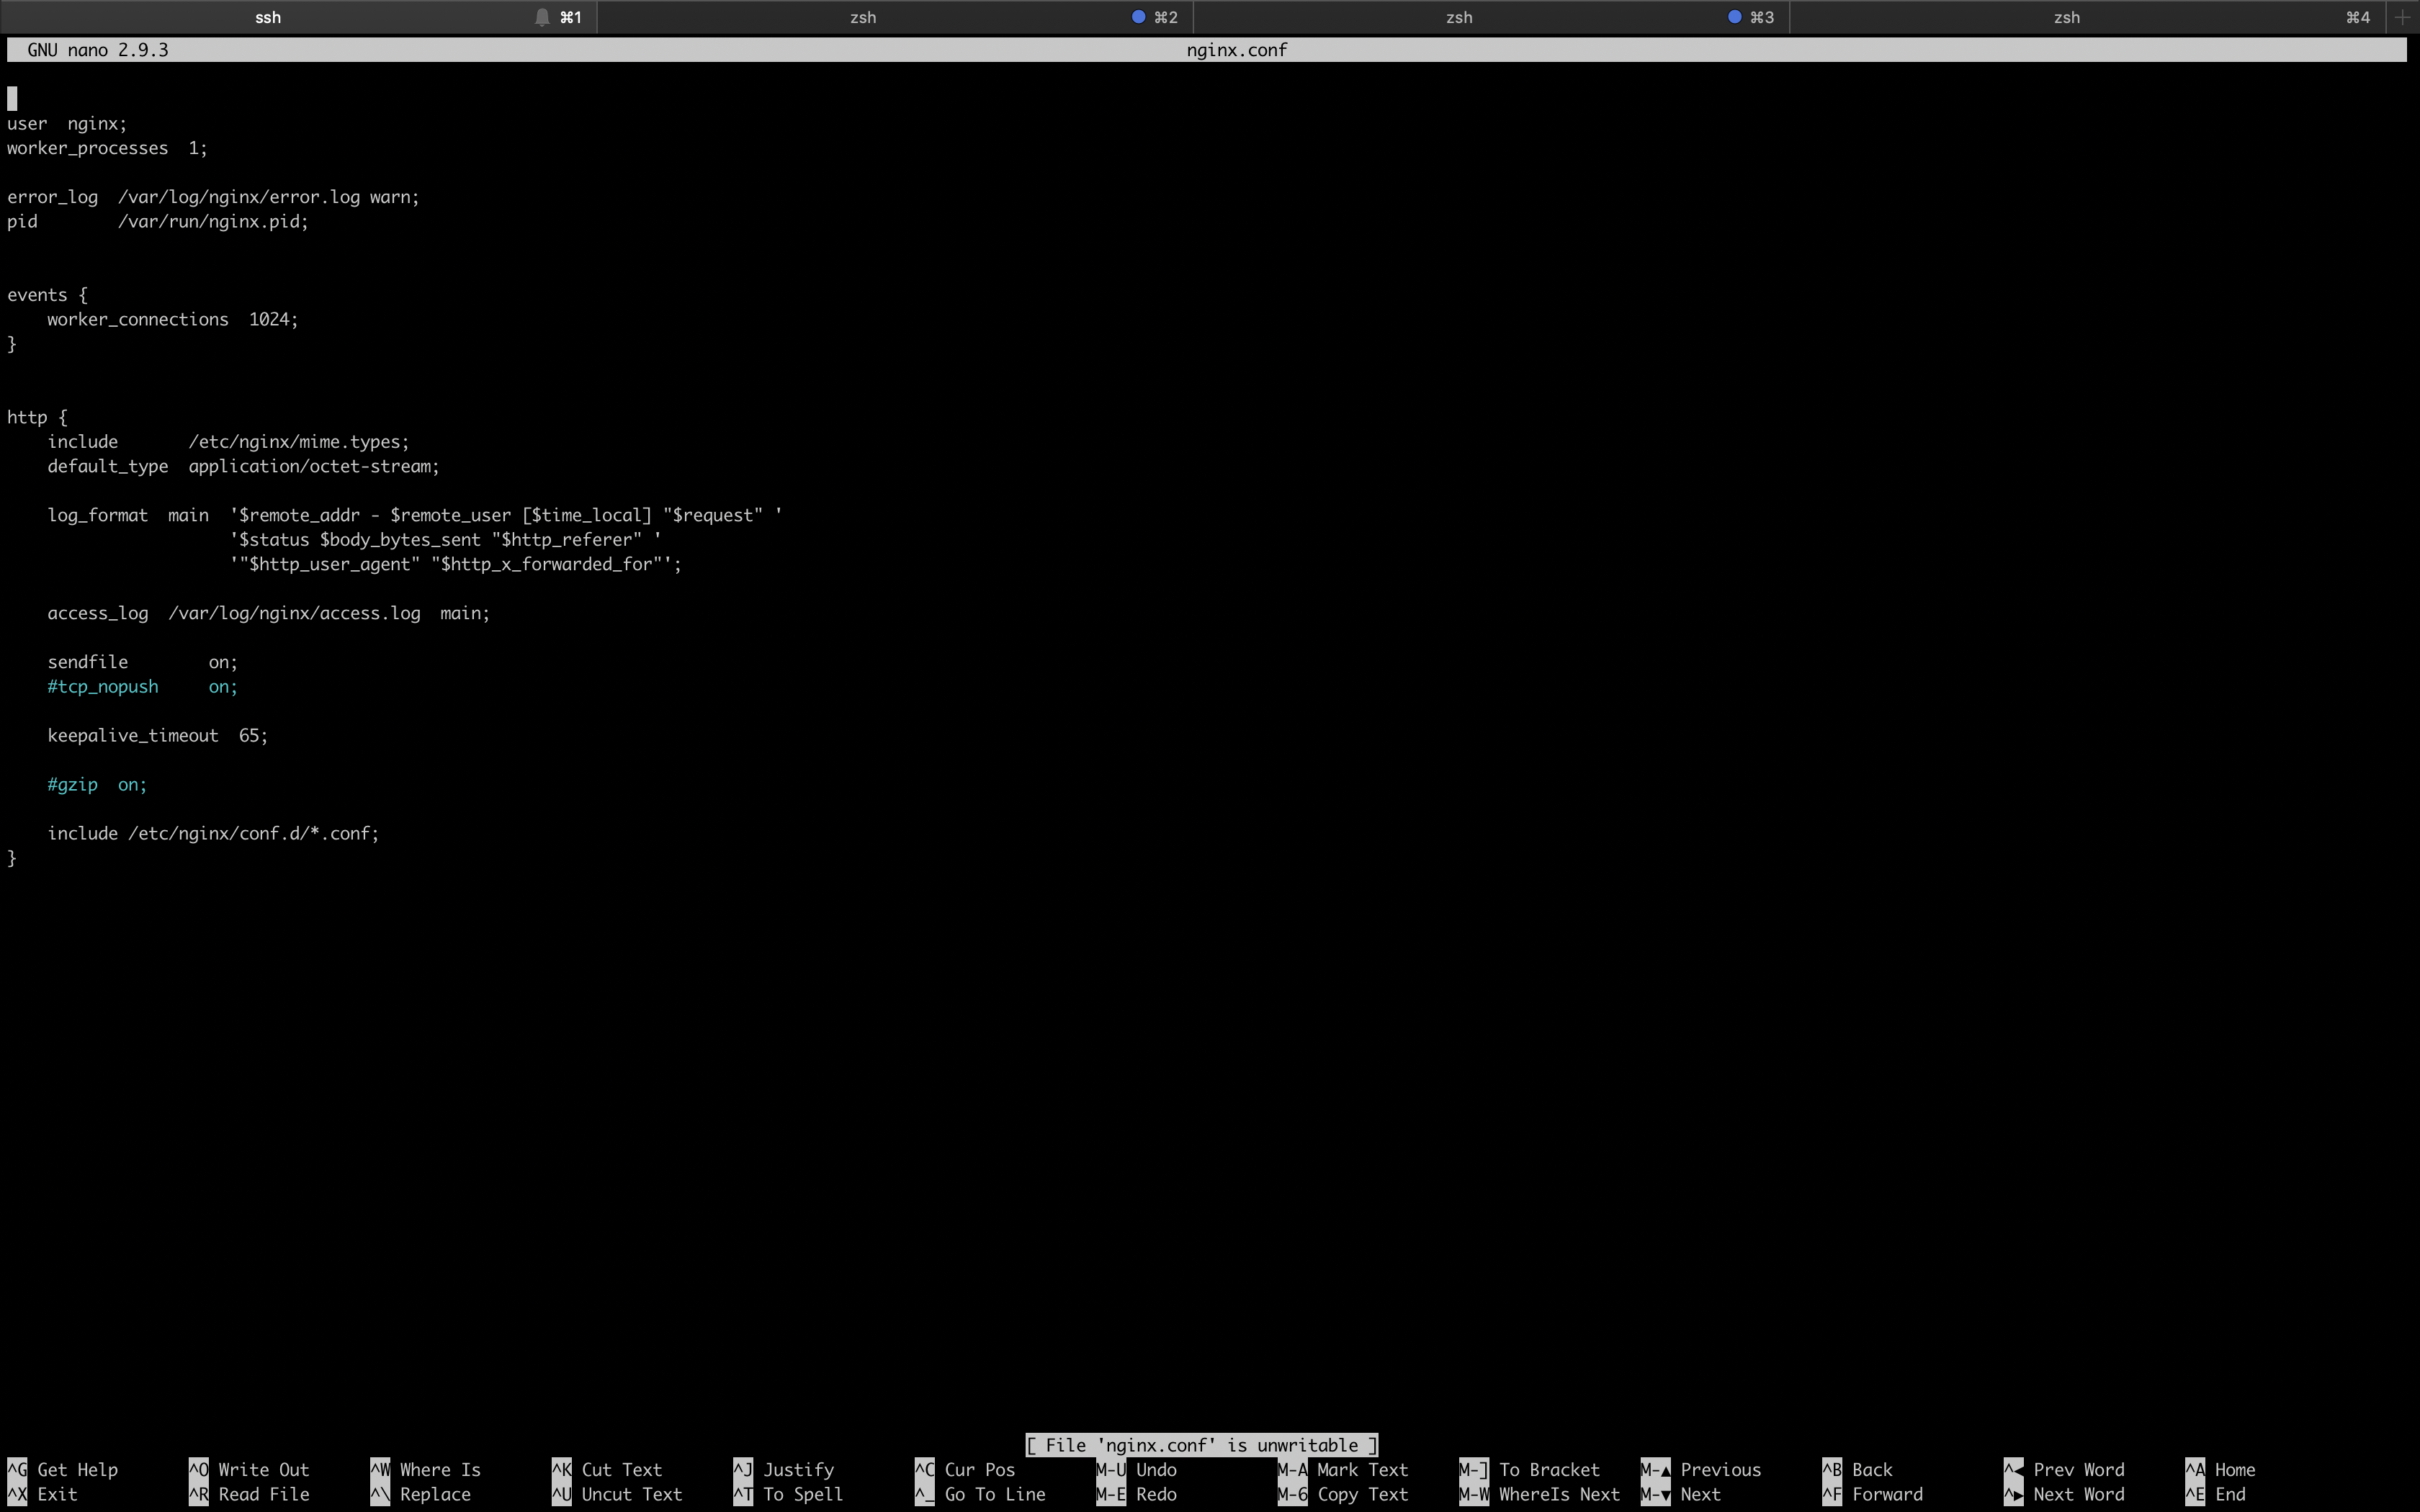 ssh ⌘1 zsh ⌘2 zsh ⌘3 zsh ⌘4 +
GNU nano 2.9.3 nginx.conf
user  nginx;
worker_processes  1;
error_log  /var/log/nginx/error.log warn;
pid        /var/run/nginx.pid;
events {
    worker_connections  1024;
}
http {
    include       /etc/nginx/mime.types;
    default_type  application/octet-stream;
    log_format  main  '$remote_addr - $remote_user [$time_local] "$request" '
                      '$status $body_bytes_sent "$http_referer" '
                      '"$http_user_agent" "$http_x_forwarded_for"';
    access_log  /var/log/nginx/access.log  main;
    sendfile        on;
    #tcp_nopush     on;
    keepalive_timeout  65;
    #gzip  on;
    include /etc/nginx/conf.d/*.conf;
}
[ File 'nginx.conf' is unwritable ]
^G Get Help ^O Write Out ^W Where Is ^K Cut Text ^J Justify ^C Cur Pos M-U Undo M-A Mark Text M-] To Bracket M-▲ Previous ^B Back ^◀ Prev Word ^A Home
^X Exit ^R Read File ^\ Replace ^U Uncut Text ^T To Spell ^_ Go To Line M-E Redo M-6 Copy Text M-W WhereIs Next M-▼ Next ^F Forward ^▶ Next Word ^E End